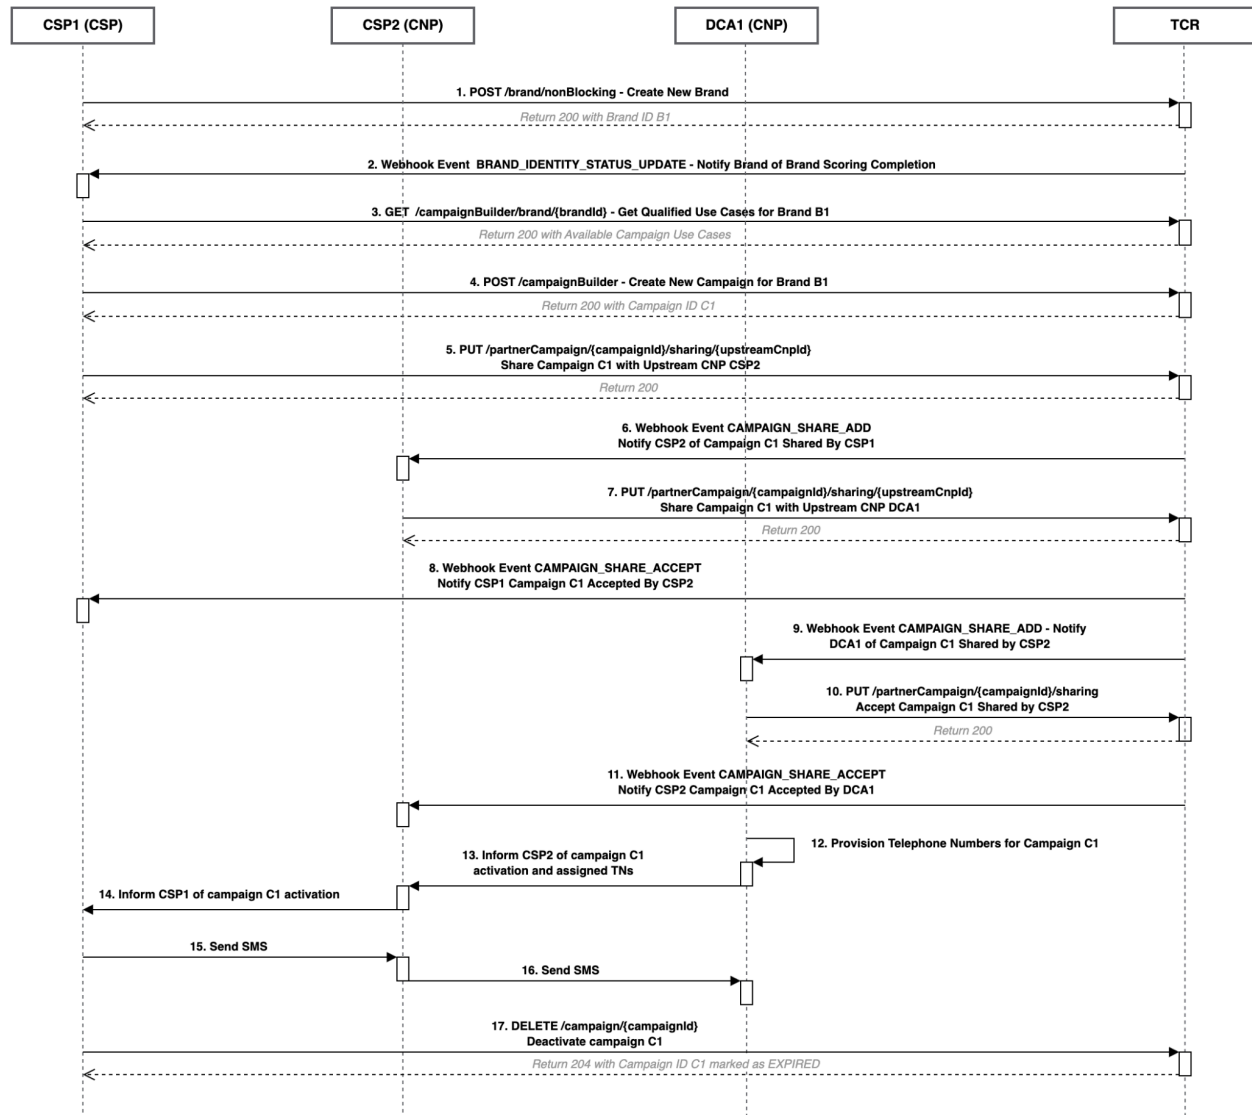 CSP1 (CSP)
CSP2 (CNP)
DCA1 (CNP)
TCR
1. POST /brand/nonBlocking - Create New Brand
Return 200 with Brand ID B1
2. Webhook Event  BRAND_IDENTITY_STATUS_UPDATE - Notify Brand of Brand Scoring Completion
3. GET  /campaignBuilder/brand/{brandId} - Get Qualified Use Cases for Brand B1
Return 200 with Available Campaign Use Cases
4. POST /campaignBuilder - Create New Campaign for Brand B1
Return 200 with Campaign ID C1
5. PUT /partnerCampaign/{campaignId}/sharing/{upstreamCnpId}
Share Campaign C1 with Upstream CNP CSP2
Return 200
6. Webhook Event CAMPAIGN_SHARE_ADD
Notify CSP2 of Campaign C1 Shared By CSP1
7. PUT /partnerCampaign/{campaignId}/sharing/{upstreamCnpId}
Share Campaign C1 with Upstream CNP DCA1
Return 200
8. Webhook Event CAMPAIGN_SHARE_ACCEPT
Notify CSP1 Campaign C1 Accepted By CSP2
9. Webhook Event CAMPAIGN_SHARE_ADD - Notify
DCA1 of Campaign C1 Shared by CSP2
10. PUT /partnerCampaign/{campaignId}/sharing
Accept Campaign C1 Shared by CSP2
Return 200
11. Webhook Event CAMPAIGN_SHARE_ACCEPT
Notify CSP2 Campaign C1 Accepted By DCA1
12. Provision Telephone Numbers for Campaign C1
13. Inform CSP2 of campaign C1
activation and assigned TNs
14. Inform CSP1 of campaign C1 activation
15. Send SMS
16. Send SMS
17. DELETE /campaign/{campaignId}
Deactivate campaign C1
Return 204 with Campaign ID C1 marked as EXPIRED